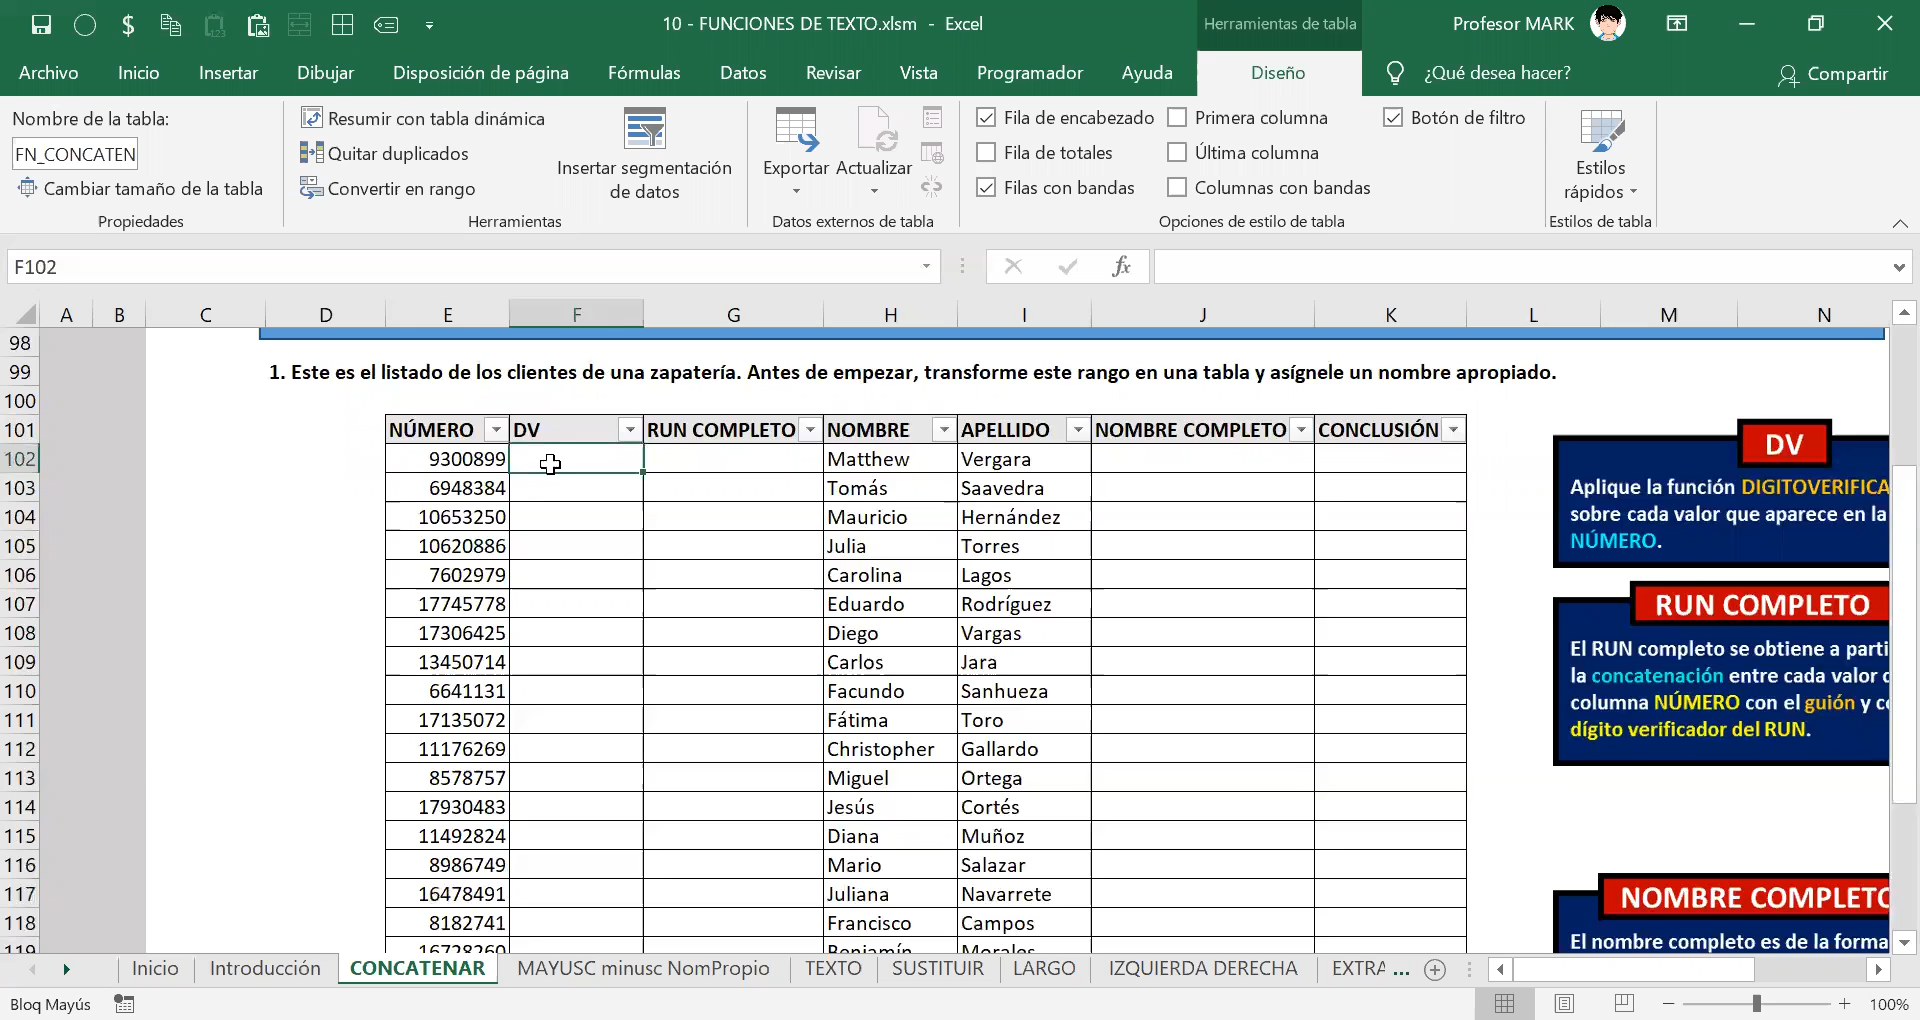 10 - FUNCIONES DE TEXTO.xlsm - Excel
Herramientas de tabla
Profesor MARK
Archivo Inicio Insertar Dibujar Disposición de página Fórmulas Datos Revisar Vista Programador Ayuda Diseño ¿Qué desea hacer? Compartir
Nombre de la tabla:
FN_CONCATEN
Cambiar tamaño de la tabla
Propiedades
Resumir con tabla dinámica
Quitar duplicados
Convertir en rango
Insertar segmentación
de datos
Herramientas
Exportar
Actualizar
Datos externos de tabla
Fila de encabezado Primera columna Botón de filtro
Fila de totales Última columna
Filas con bandas Columnas con bandas
Opciones de estilo de tabla
Estilos
rápidos
Estilos de tabla
F102
fx
A B C D E F G H I J K L M N
98
99 1. Este es el listado de los clientes de una zapatería. Antes de empezar, transforme este rango en una tabla y asígnele un nombre apropiado.
100
101 NÚMERO DV RUN COMPLETO NOMBRE APELLIDO NOMBRE COMPLETO CONCLUSIÓN
102 9300899 Matthew Vergara
103 6948384 Tomás Saavedra
104 10653250 Mauricio Hernández
105 10620886 Julia Torres
106 7602979 Carolina Lagos
107 17745778 Eduardo Rodríguez
108 17306425 Diego Vargas
109 13450714 Carlos Jara
110 6641131 Facundo Sanhueza
111 17135072 Fátima Toro
112 11176269 Christopher Gallardo
113 8578757 Miguel Ortega
114 17930483 Jesús Cortés
115 11492824 Diana Muñoz
116 8986749 Mario Salazar
117 16478491 Juliana Navarrete
118 8182741 Francisco Campos
119 16728260 Benjamín Morales
DV
Aplique la función DIGITOVERIFICA
sobre cada valor que aparece en la
NÚMERO.
RUN COMPLETO
El RUN completo se obtiene a parti
la concatenación entre cada valor
columna NÚMERO con el guión y c
dígito verificador del RUN.
NOMBRE COMPLETO
El nombre completo es de la forma
Inicio Introducción CONCATENAR MAYUSC minusc NomPropio TEXTO SUSTITUIR LARGO IZQUIERDA DERECHA EXTRA ...
Bloq Mayús
100%